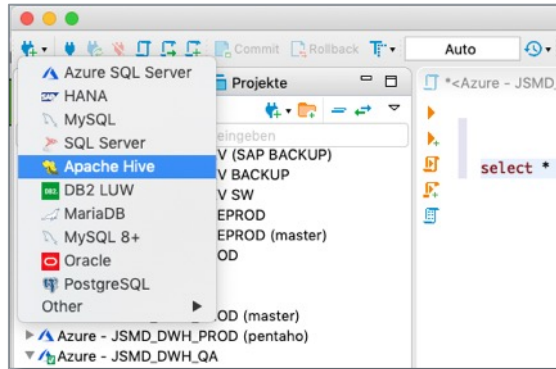 Commit Rollback T Auto
Azure SQL Server
HANA
MySQL
SQL Server
Apache Hive
DB2 LUW
MariaDB
MySQL 8+
Oracle
PostgreSQL
Other
Projekte
eingeben
V (SAP BACKUP)
V BACKUP
V SW
EPROD
EPROD (master)
OD
OD (master)
Azure - JSMD_DWH_PROD (pentaho)
Azure - JSMD_DWH_QA
*<Azure - JSMD_
select *